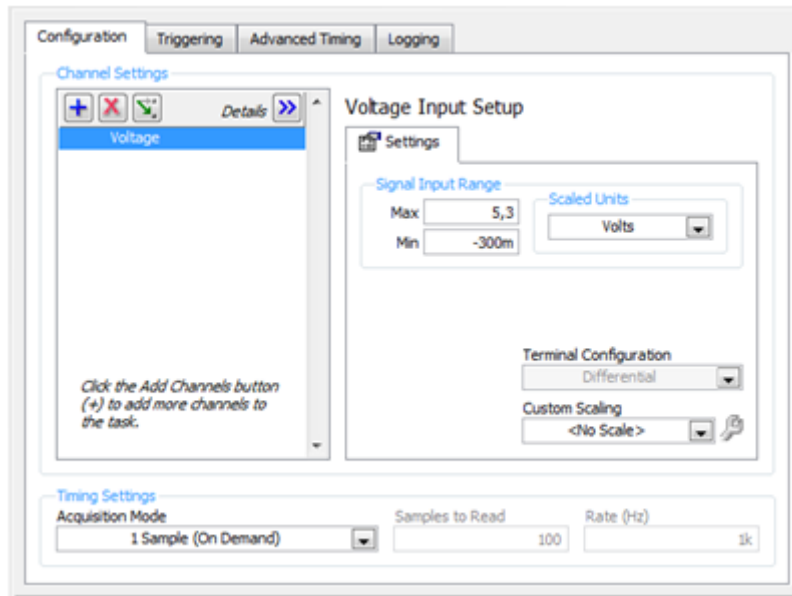 Configuration Triggering Advanced Timing Logging
Channel Settings
Details
Voltage
Click the Add Channels button
(+) to add more channels to
the task.
Voltage Input Setup
Settings
Signal Input Range
Max 5,3
Min -300m
Scaled Units
Volts
Terminal Configuration
Differential
Custom Scaling
<No Scale>
Timing Settings
Acquisition Mode
1 Sample (On Demand)
Samples to Read
100
Rate (Hz)
1k